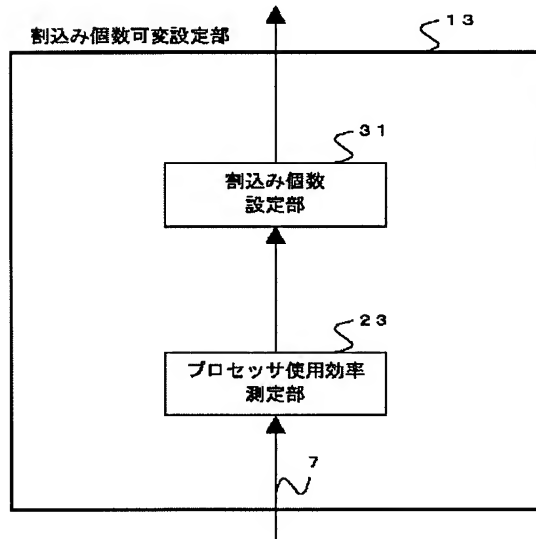 １３
割込み個数可変設定部
３１
割込み個数
設定部
２３
プロセッサ使用効率
測定部
７